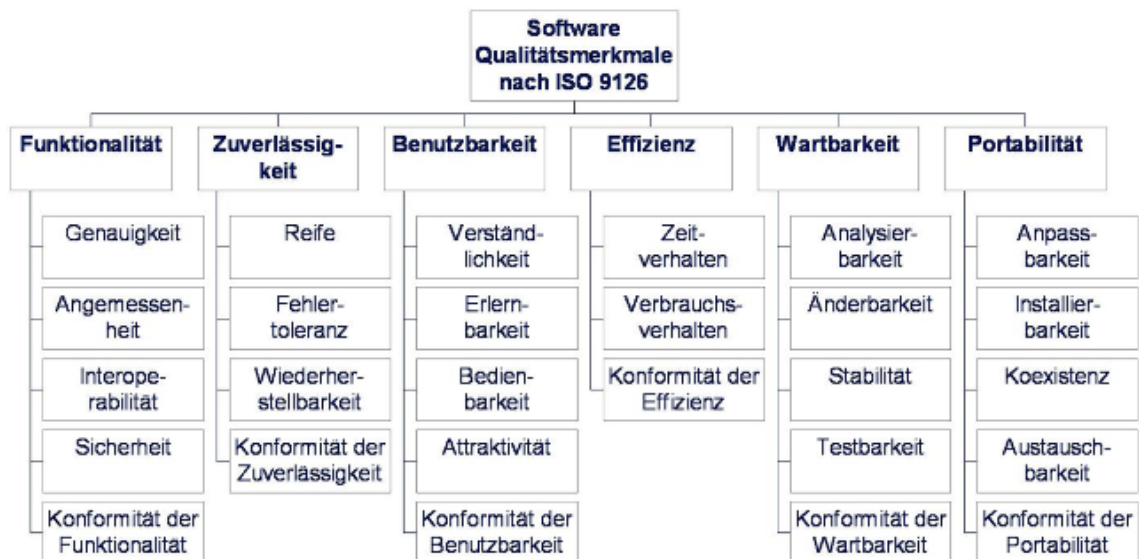 Software
Qualitätsmerkmale
nach ISO 9126
Funktionalität
Zuverlässig-
keit
Benutzbarkeit
Effizienz
Wartbarkeit
Portabilität
Genauigkeit
Angemessen-
heit
Interope-
rabilität
Sicherheit
Konformität der
Funktionalität
Reife
Fehler-
toleranz
Wiederher-
stellbarkeit
Konformität der
Zuverlässigkeit
Verständ-
lichkeit
Erlern-
barkeit
Bedien-
barkeit
Attraktivität
Konformität der
Benutzbarkeit
Zeit-
verhalten
Verbrauchs-
verhalten
Konformität der
Effizienz
Analysier-
barkeit
Änderbarkeit
Stabilität
Testbarkeit
Konformität der
Wartbarkeit
Anpass-
barkeit
Installier-
barkeit
Koexistenz
Austausch-
barkeit
Konformität der
Portabilität